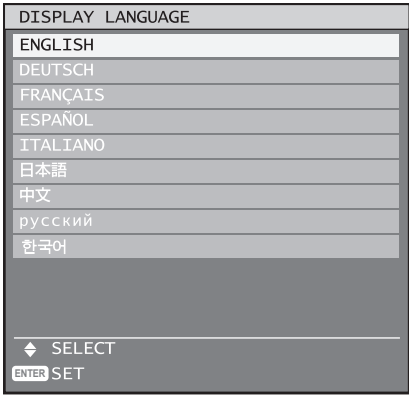 DISPLAY LANGUAGE
ENGLISH
DEUTSCH
FRANÇAIS
ESPAÑOL
ITALIANO
日本語
中文
русский
한국어
SELECT
ENTER SET